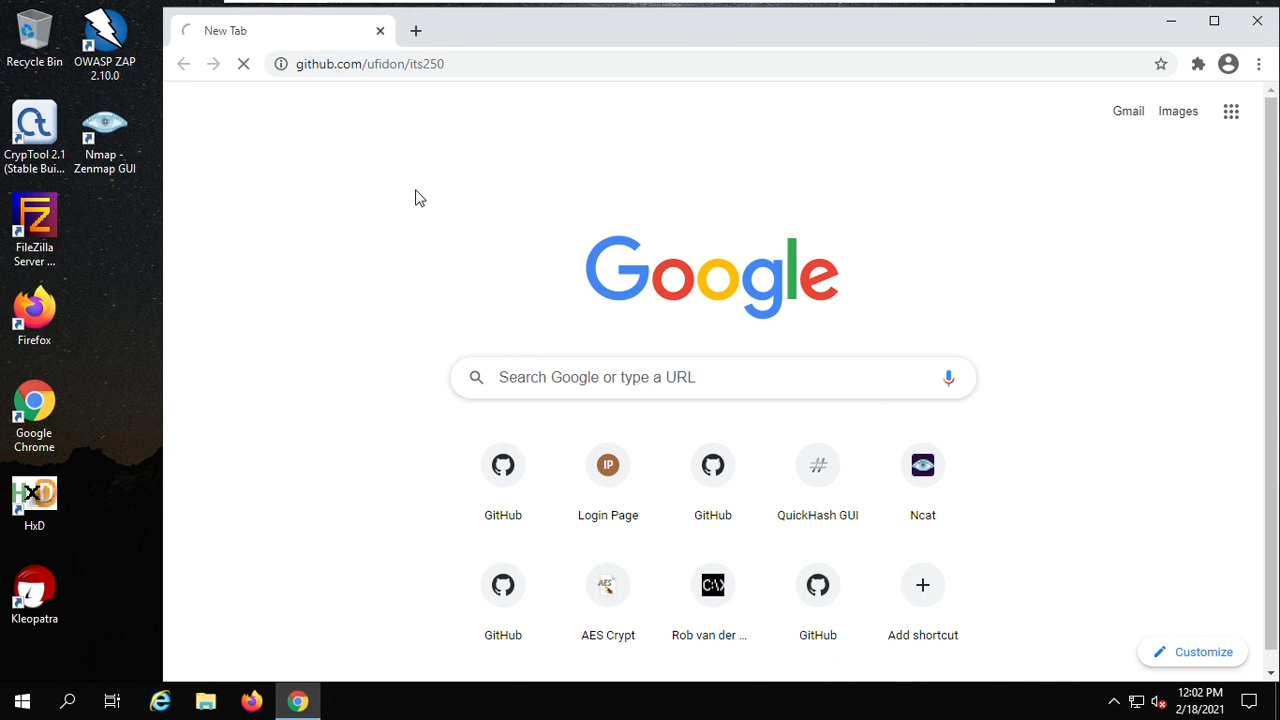 Recycle Bin
OWASP ZAP
2.10.0
CrypTool 2.1
(Stable Bui...
Nmap -
Zenmap GUI
FileZilla
Server ...
Firefox
Google
Chrome
HxD
HxD
Kleopatra
New Tab
github.com/ufidon/its250
Gmail
Images
Google
Search Google or type a URL
GitHub
IP
Login Page
GitHub
#
QuickHash GUI
Ncat
GitHub
AES
AES Crypt
C:\
Rob van der ...
GitHub
Add shortcut
Customize
12:02 PM
2/18/2021